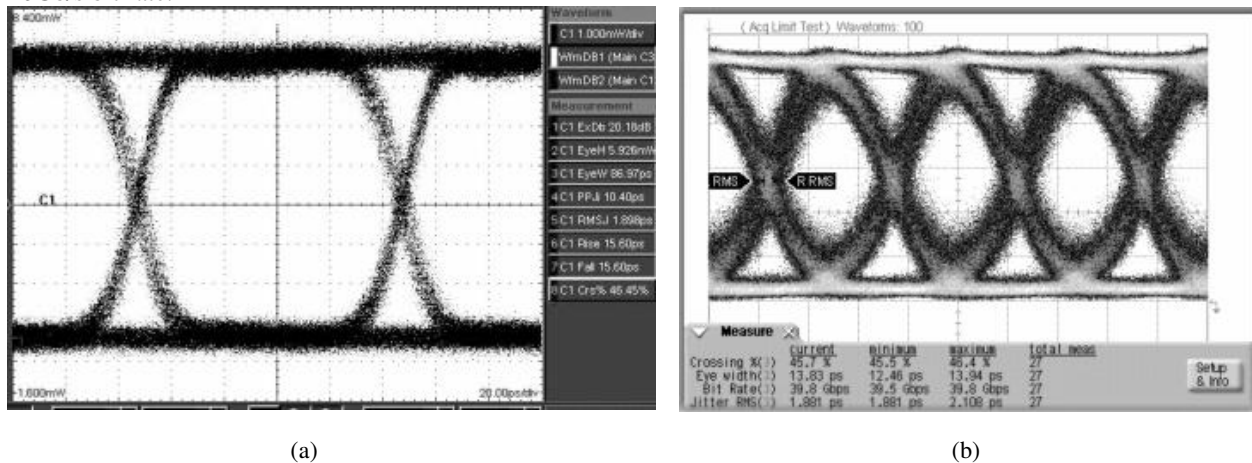 8.400mW
Waveform
C1 1.000mW/div
WfmDB1 (Main C3
WfmDB2 (Main C1
Measurement
1 C1 ExDb 20.18dB
2 C1 EyeH 5.926mW
3 C1 EyeW 86.97ps
4 C1 PPJi 10.40ps
5 C1 RMSJ 1.898ps
6 C1 Rise 15.60ps
7 C1 Fall 15.60ps
8 C1 Crs% 46.45%
C1
-1.600mW
20.00ps/div
(a)
( Acq Limit Test ) Waveforms: 100
RMS
R RMS
Measure
current minimum maximum total meas
Crossing %(3) 45.7 % 45.5 % 46.4 % 27
Eye width(3) 13.83 ps 12.46 ps 13.94 ps 27
Bit Rate(3) 39.8 Gbps 39.5 Gbps 39.8 Gbps 27
Jitter RMS(3) 1.881 ps 1.881 ps 2.108 ps 27
Setup
& Info
(b)